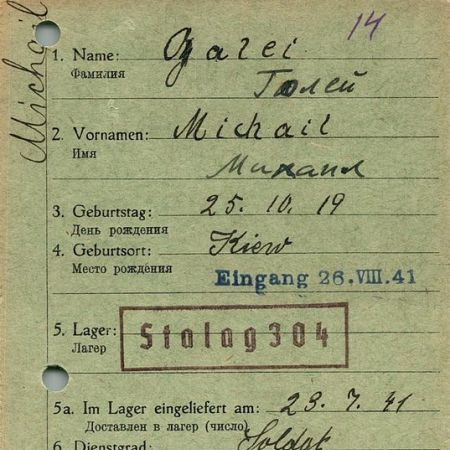 14
Michail
1. Name: Galei
Фамилия
Голей
2. Vornamen: Michail
Имя
Михаил
3. Geburtstag: 25. 10. 19
День рождения
4. Geburtsort: Kiew
Место рождения
Eingang 26.VIII.41
5. Lager: Stalag 304
Лагерь
5a. Im Lager eingeliefert am: 23. 7. 41
Доставлен в лагерь (число)
6. Dienstgrad: Soldat